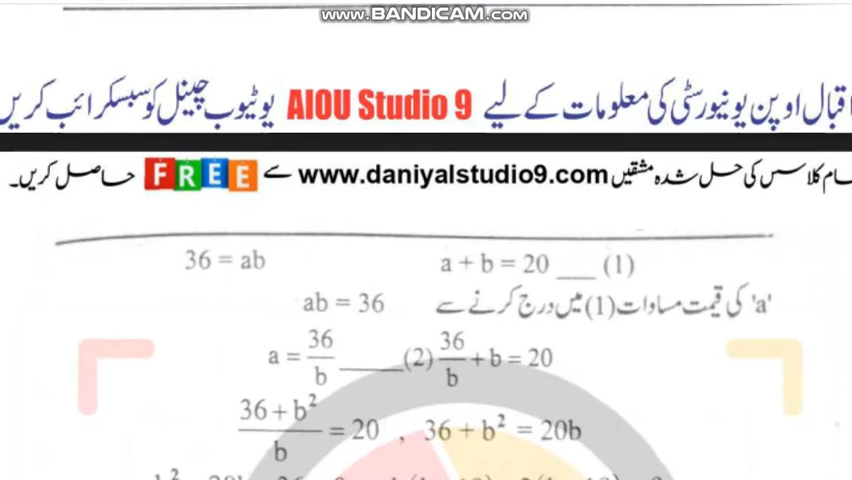 www.BANDICAM.com
اقبال اوپن یونیورسٹی کی معلومات کے لیے AIOU Studio 9 یوٹیوب چینل کو سبسکرائب کریں
کلاسس کی حل شدہ مشقیں www.daniyalstudio9.com سے FREE حاصل کریں۔
36 = ab a + b = 20 ___ (1)
ab = 36 'a' کی قیمت مساوات (1) میں درج کرنے سے
a = 36/b _____(2) 36/b + b = 20
(36 + b²)/b = 20 , 36 + b² = 20b